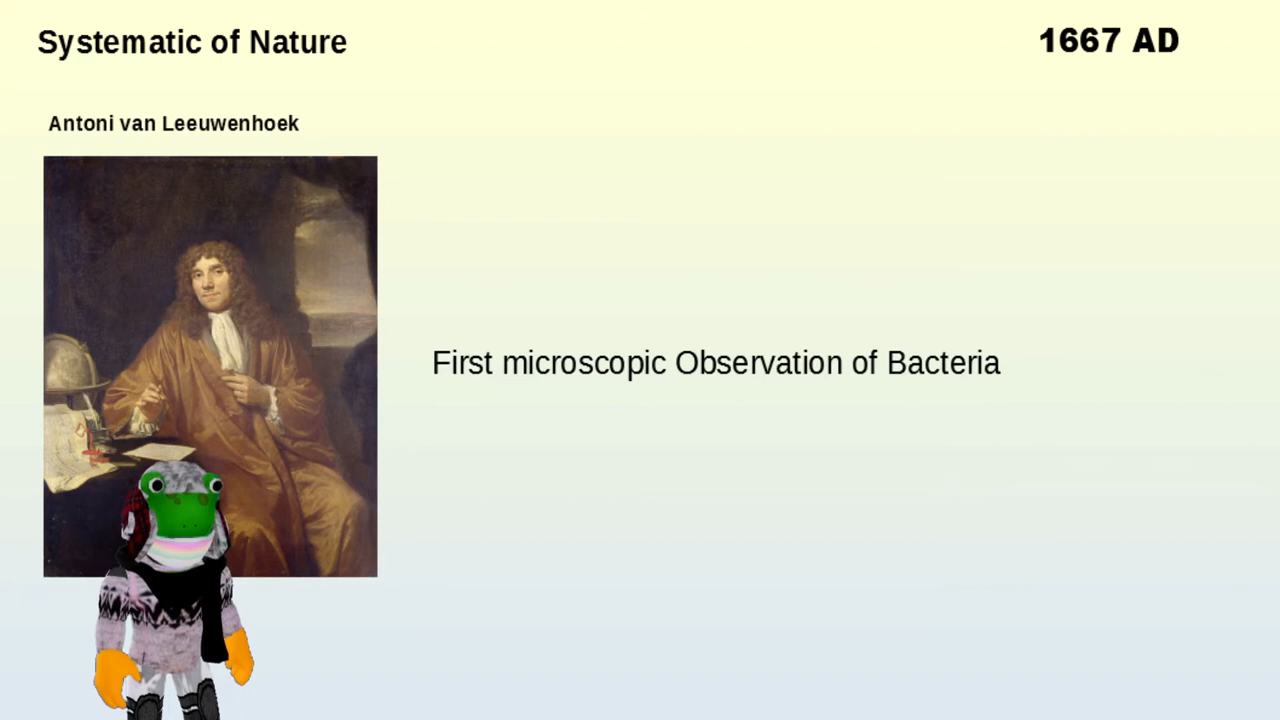 Systematic of Nature
1667 AD
Antoni van Leeuwenhoek
First microscopic Observation of Bacteria